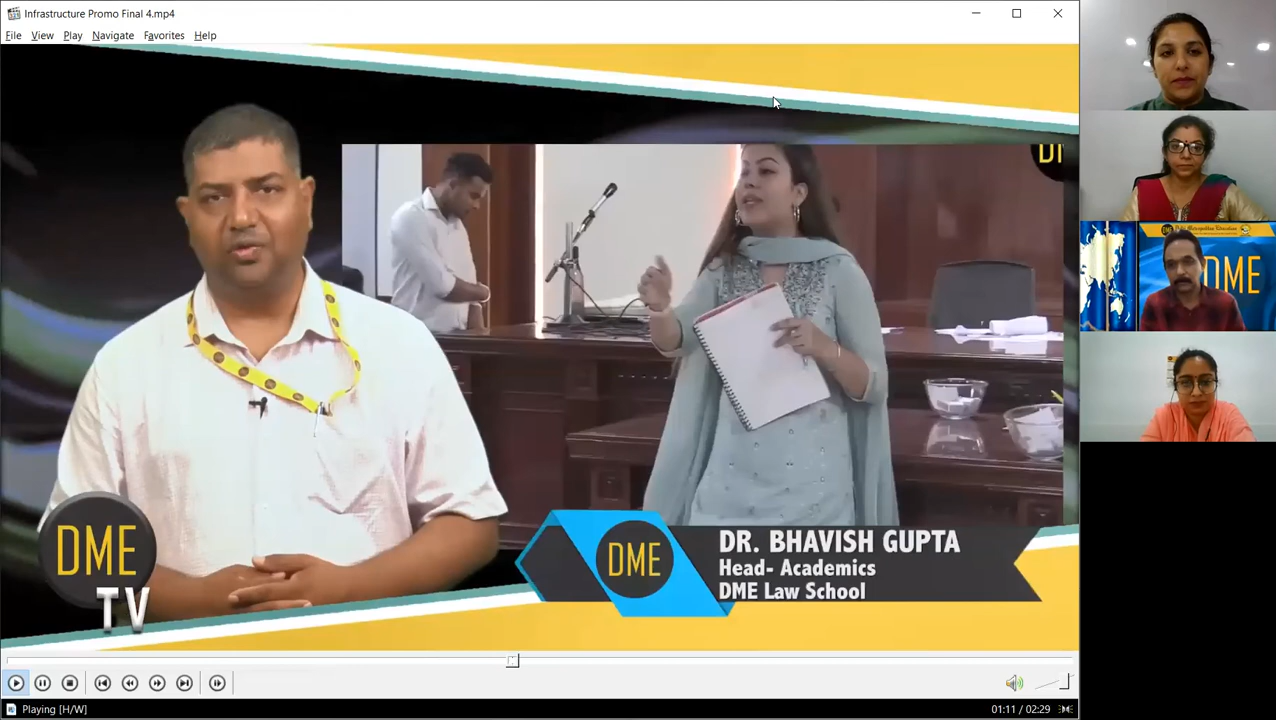 Infrastructure Promo Final 4.mp4
File View Play Navigate Favorites Help
DME
TV
DME
DR. BHAVISH GUPTA
Head- Academics
DME Law School
Playing [H/W]
01:11 / 02:29
DME
DME